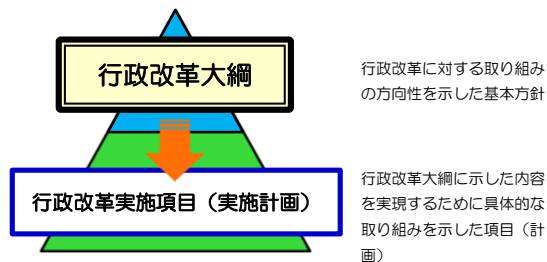 行政改革大綱
行政改革に対する取り組み
の方向性を示した基本方針
行政改革実施項目（実施計画）
行政改革大綱に示した内容
を実現するために具体的な
取り組みを示した項目（計
画）